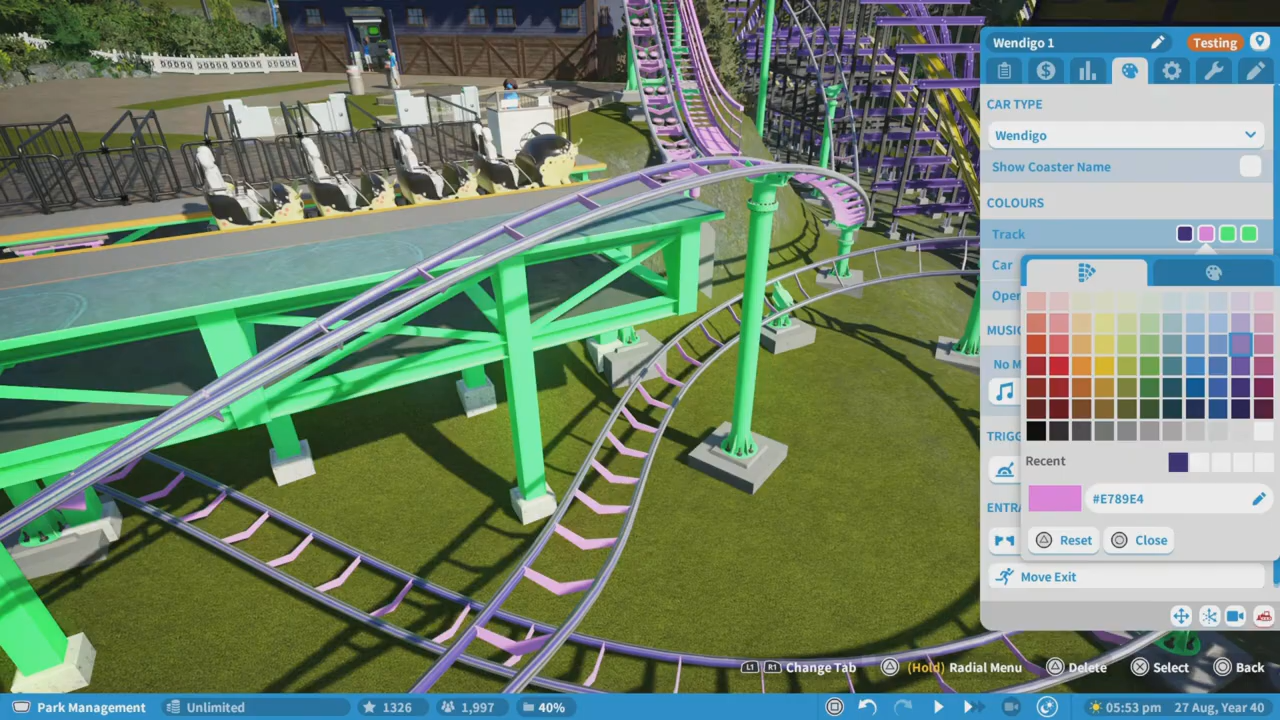 Wendigo 1
Testing
CAR TYPE
Wendigo
Show Coaster Name
COLOURS
Track
Car
Oper
MUSIC
No M
TRIGG
Recent
#E789E4
ENTRA
Reset
Close
Move Exit
L1 R1 Change Tab
(Hold) Radial Menu
Delete
Select
Back
Park Management
Unlimited
1326
1,997
40%
05:53 pm 27 Aug, Year 40